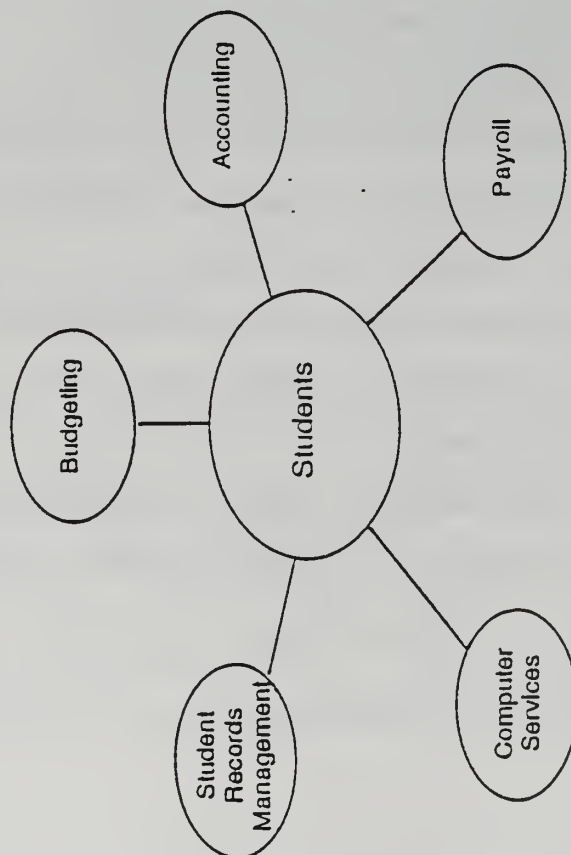 Budgeting
Student
Records
Management
Accounting
Students
Computer
Services
Payroll